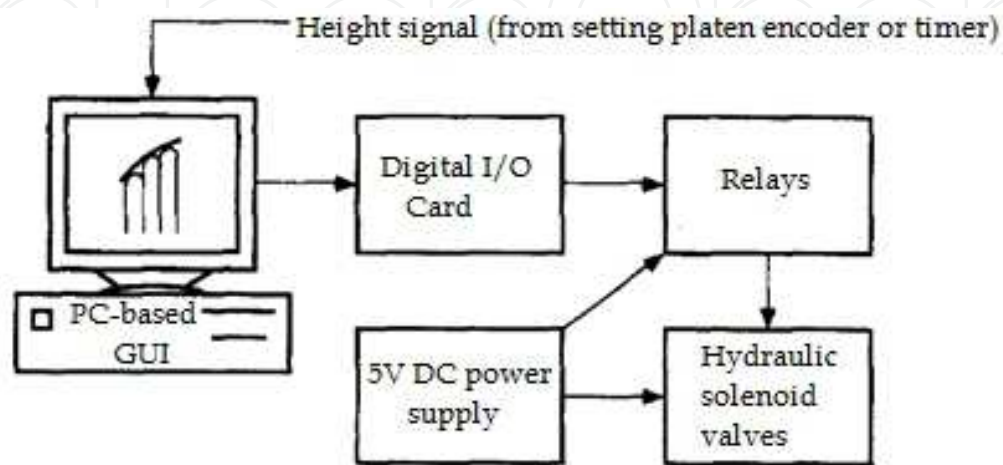 Height signal (from setting platen encoder or timer)
Digital I/O
Card
Relays
PC-based
GUI
5V DC power
supply
Hydraulic
solenoid
valves